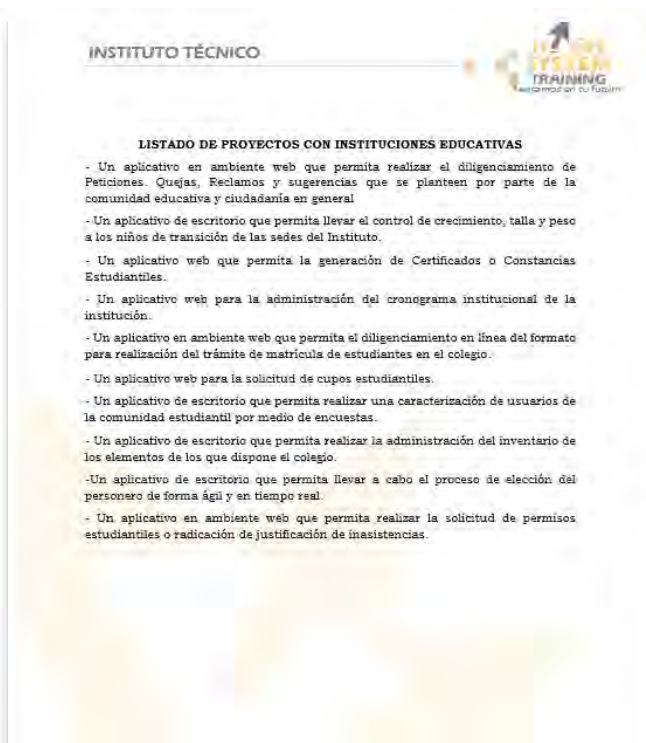 INSTITUTO TÉCNICO
SYSTEM
TRAINING
LISTADO DE PROYECTOS CON INSTITUCIONES EDUCATIVAS
- Un aplicativo en ambiente web que permita realizar el diligenciamiento de
Peticiones. Quejas, Reclamos y sugerencias que se planteen por parte de la
comunidad educativa y ciudadanía en general
- Un aplicativo de escritorio que permita llevar el control de crecimiento, talla y peso
a los niños de transición de las sedes del Instituto.
- Un aplicativo web que permita la generación de Certificados o Constancias
Estudiantiles.
- Un aplicativo web para la administración del cronograma institucional de la
institución.
- Un aplicativo en ambiente web que permita el diligenciamiento en línea del formato
para realización del trámite de matrícula de estudiantes en el colegio.
- Un aplicativo web para la solicitud de cupos estudiantiles.
- Un aplicativo de escritorio que permita realizar una caracterización de usuarios de
la comunidad estudiantil por medio de encuestas.
- Un aplicativo de escritorio que permita realizar la administración del inventario de
los elementos de los que dispone el colegio.
-Un aplicativo de escritorio que permita llevar a cabo el proceso de elección del
personero de forma ágil y en tiempo real.
- Un aplicativo en ambiente web que permita realizar la solicitud de permisos
estudiantiles o radicación de justificación de inasistencias.